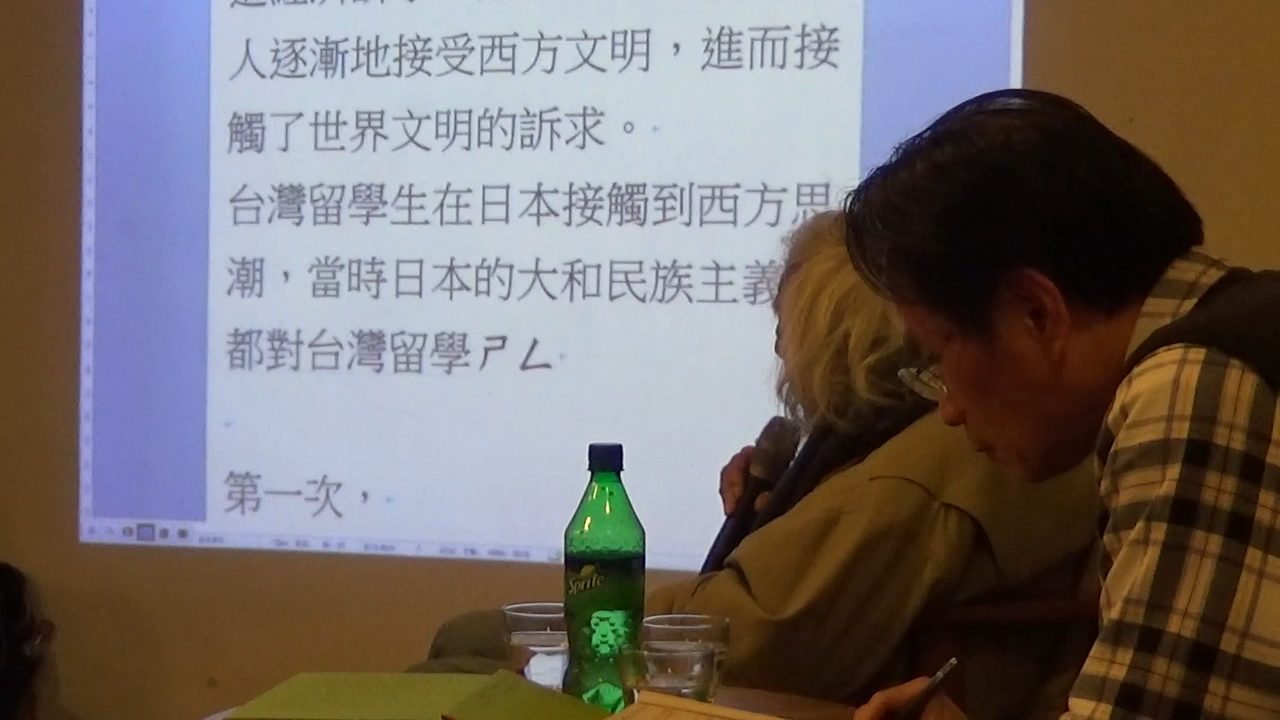 人逐漸地接受西方文明，進而接
觸了世界文明的訴求。
台灣留學生在日本接觸到西方思
潮，當時日本的大和民族主義
都對台灣留學ㄕㄥ
第一次，
Sprite